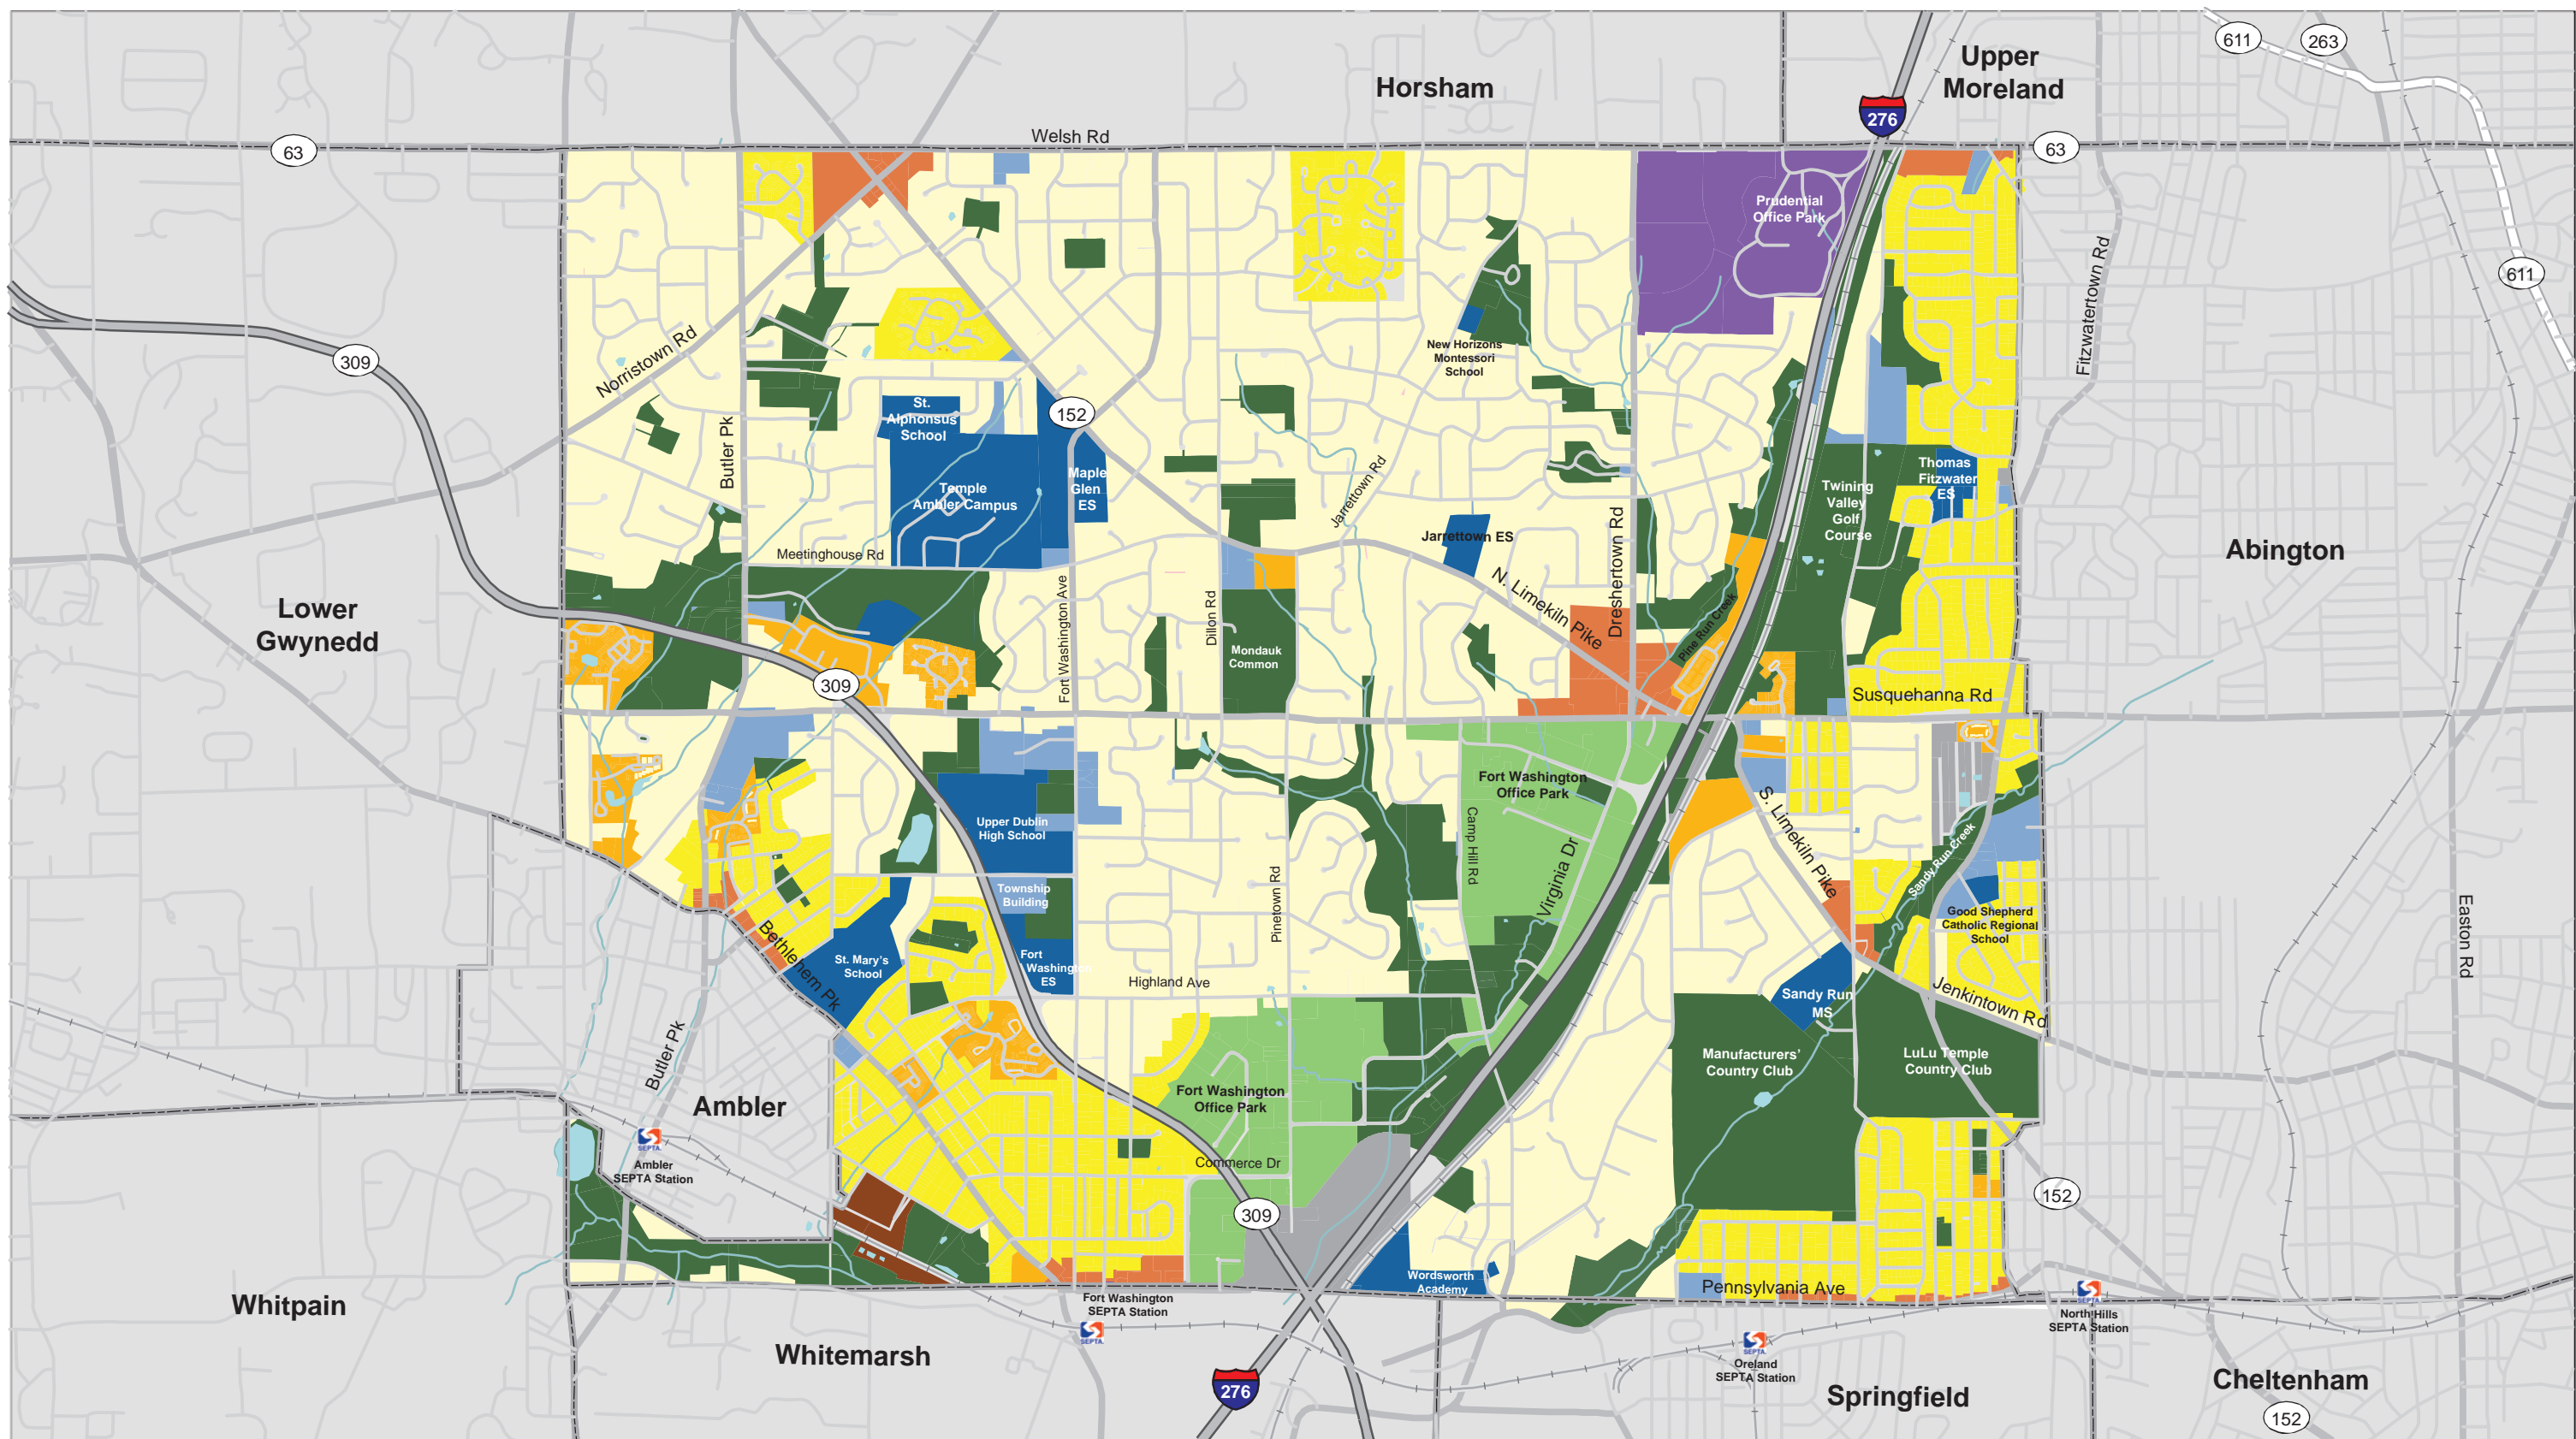 611
263
Upper
Moreland
Horsham
276
Welsh Rd
63
63
Prudential
Office Park
Fitzwatertown Rd
611
309
Norristown Rd
New Horizons
Montessori
School
Butler Pk
St.
Alphonsus
School
152
Maple
Glen
ES
Temple
Ambler Campus
Jarrettown Rd
Thomas
Fitzwater
ES
Twining
Valley
Golf
Course
Jarrettown ES
Dreshertown Rd
Meetinghouse Rd
Abington
N. Limekiln Pike
Lower
Gwynedd
Fort Washington Ave
Dillon Rd
Mondauk
Common
Pine Run Creek
309
Susquehanna Rd
Fort Washington
Office Park
S. Limekiln Pike
Camp Hill Rd
Virginia Dr
Upper Dublin
High School
Sandy Run Creek
Township
Building
Pinetown Rd
Good Shepherd
Catholic Regional
School
Easton Rd
Bethlehem Pk
St. Mary's
School
Fort
Washington
ES
Highland Ave
Sandy Run
MS
Jenkintown Rd
Butler Pk
Manufacturers'
Country Club
LuLu Temple
Country Club
Fort Washington
Office Park
Ambler
SEPTA
Ambler
SEPTA Station
Commerce Dr
152
309
Wordsworth
Academy
Pennsylvania Ave
Whitpain
Fort Washington
SEPTA Station
SEPTA
SEPTA
North Hills
SEPTA Station
Whitemarsh
SEPTA
Oreland
SEPTA Station
276
Springfield
Cheltenham
152